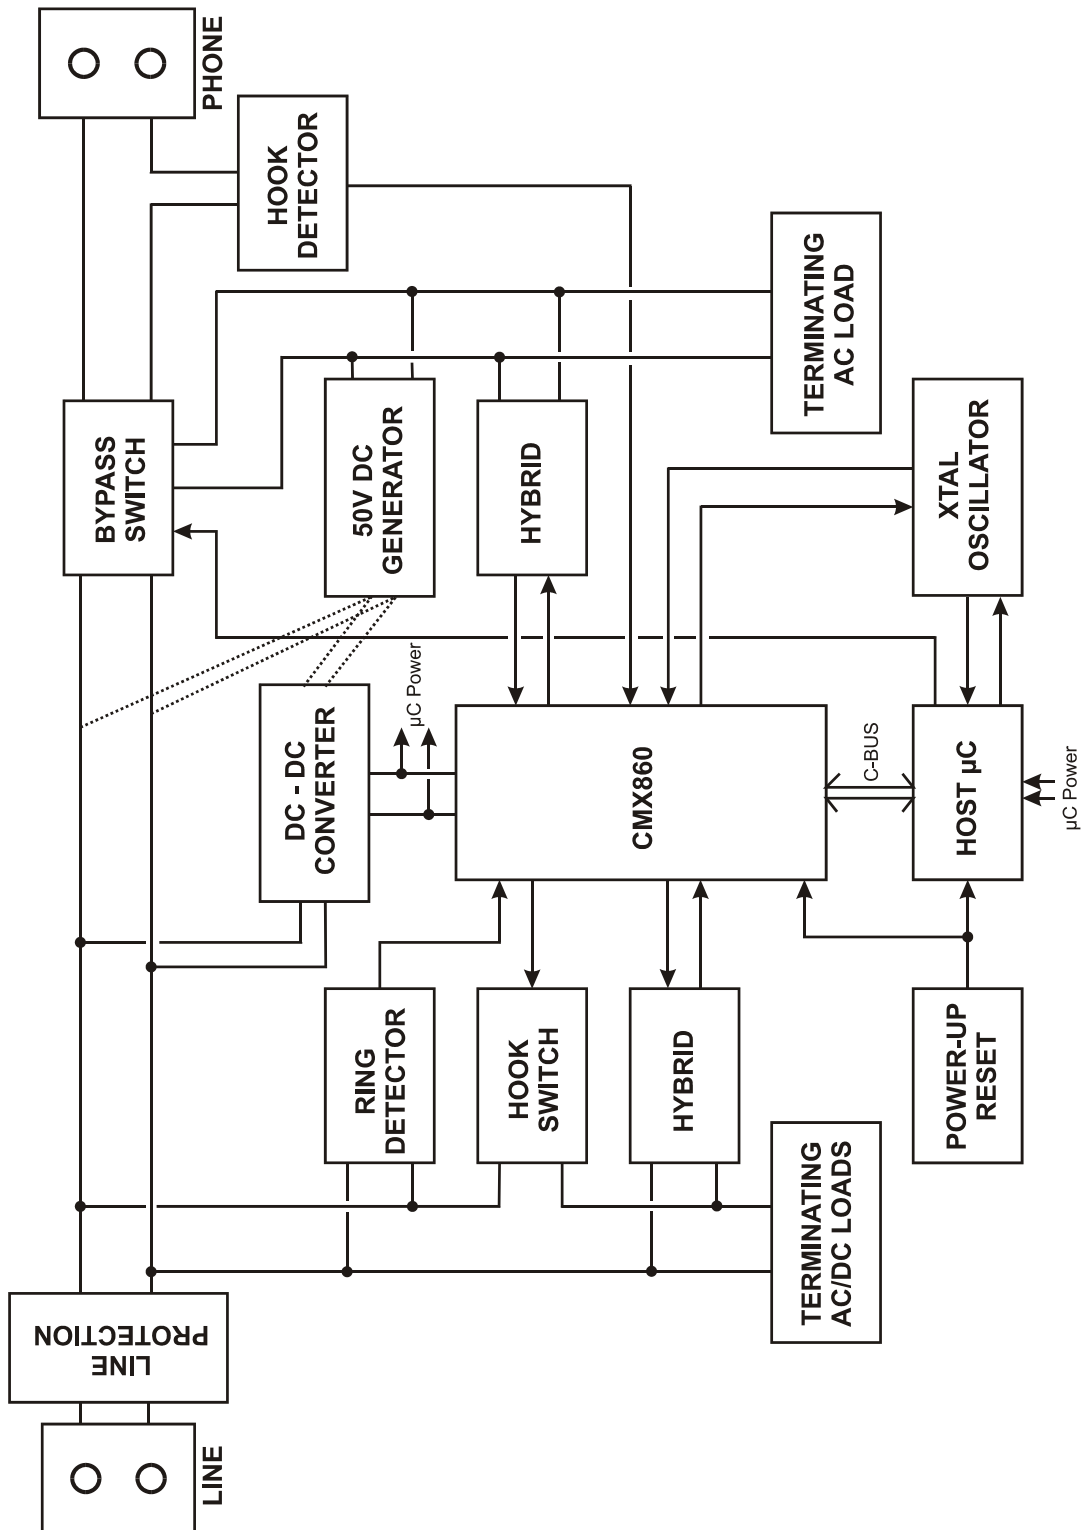 PHONE
HOOK
DETECTOR
BYPASS
SWITCH
50V DC
GENERATOR
HYBRID
TERMINATING
AC LOAD
XTAL
OSCILLATOR
DC - DC
CONVERTER
µC Power
CMX860
C-BUS
HOST µC
µC Power
RING
DETECTOR
HOOK
SWITCH
HYBRID
POWER-UP
RESET
TERMINATING
AC/DC LOADS
LINE
PROTECTION
LINE